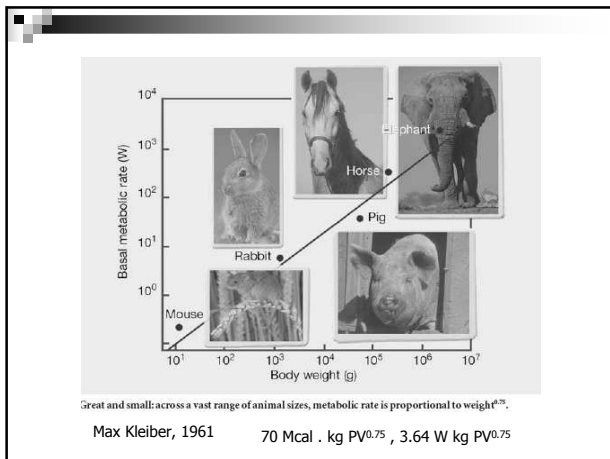 10⁴
10³
10²
10¹
10⁰
Basal metabolic rate (W)
Elephant
Horse
Pig
Rabbit
Mouse
10¹ 10² 10³ 10⁴ 10⁵ 10⁶ 10⁷
Body weight (g)
Great and small: across a vast range of animal sizes, metabolic rate is proportional to weight⁰·⁷⁵.
Max Kleiber, 1961 70 Mcal . kg PV⁰·⁷⁵ , 3.64 W kg PV⁰·⁷⁵